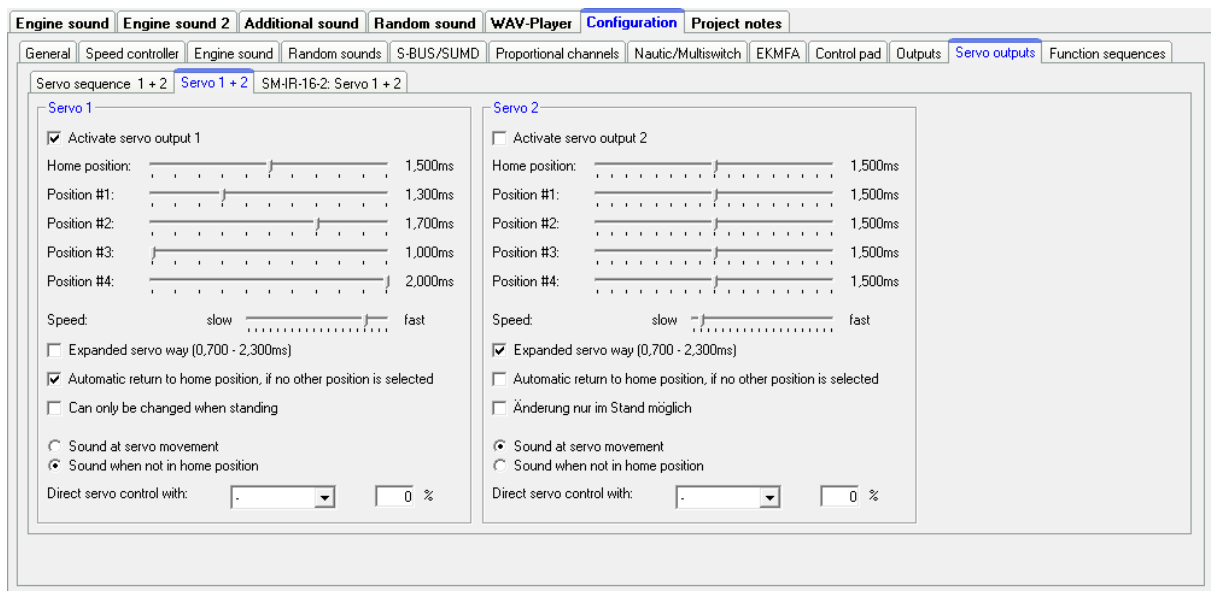 Engine sound Engine sound 2 Additional sound Random sound WAV-Player Configuration Project notes
General Speed controller Engine sound Random sounds S-BUS/SUMD Proportional channels Nautic/Multiswitch EKMFA Control pad Outputs Servo outputs Function sequences
Servo sequence 1 + 2 Servo 1 + 2 SM-IR-16-2: Servo 1 + 2
Servo 1
Activate servo output 1
Home position: 1,500ms
Position #1: 1,300ms
Position #2: 1,700ms
Position #3: 1,000ms
Position #4: 2,000ms
Speed: slow fast
Expanded servo way (0,700 - 2,300ms)
Automatic return to home position, if no other position is selected
Can only be changed when standing
Sound at servo movement
Sound when not in home position
Direct servo control with: - 0 %
Servo 2
Activate servo output 2
Home position: 1,500ms
Position #1: 1,500ms
Position #2: 1,500ms
Position #3: 1,500ms
Position #4: 1,500ms
Speed: slow fast
Expanded servo way (0,700 - 2,300ms)
Automatic return to home position, if no other position is selected
Änderung nur im Stand möglich
Sound at servo movement
Sound when not in home position
Direct servo control with: - 0 %